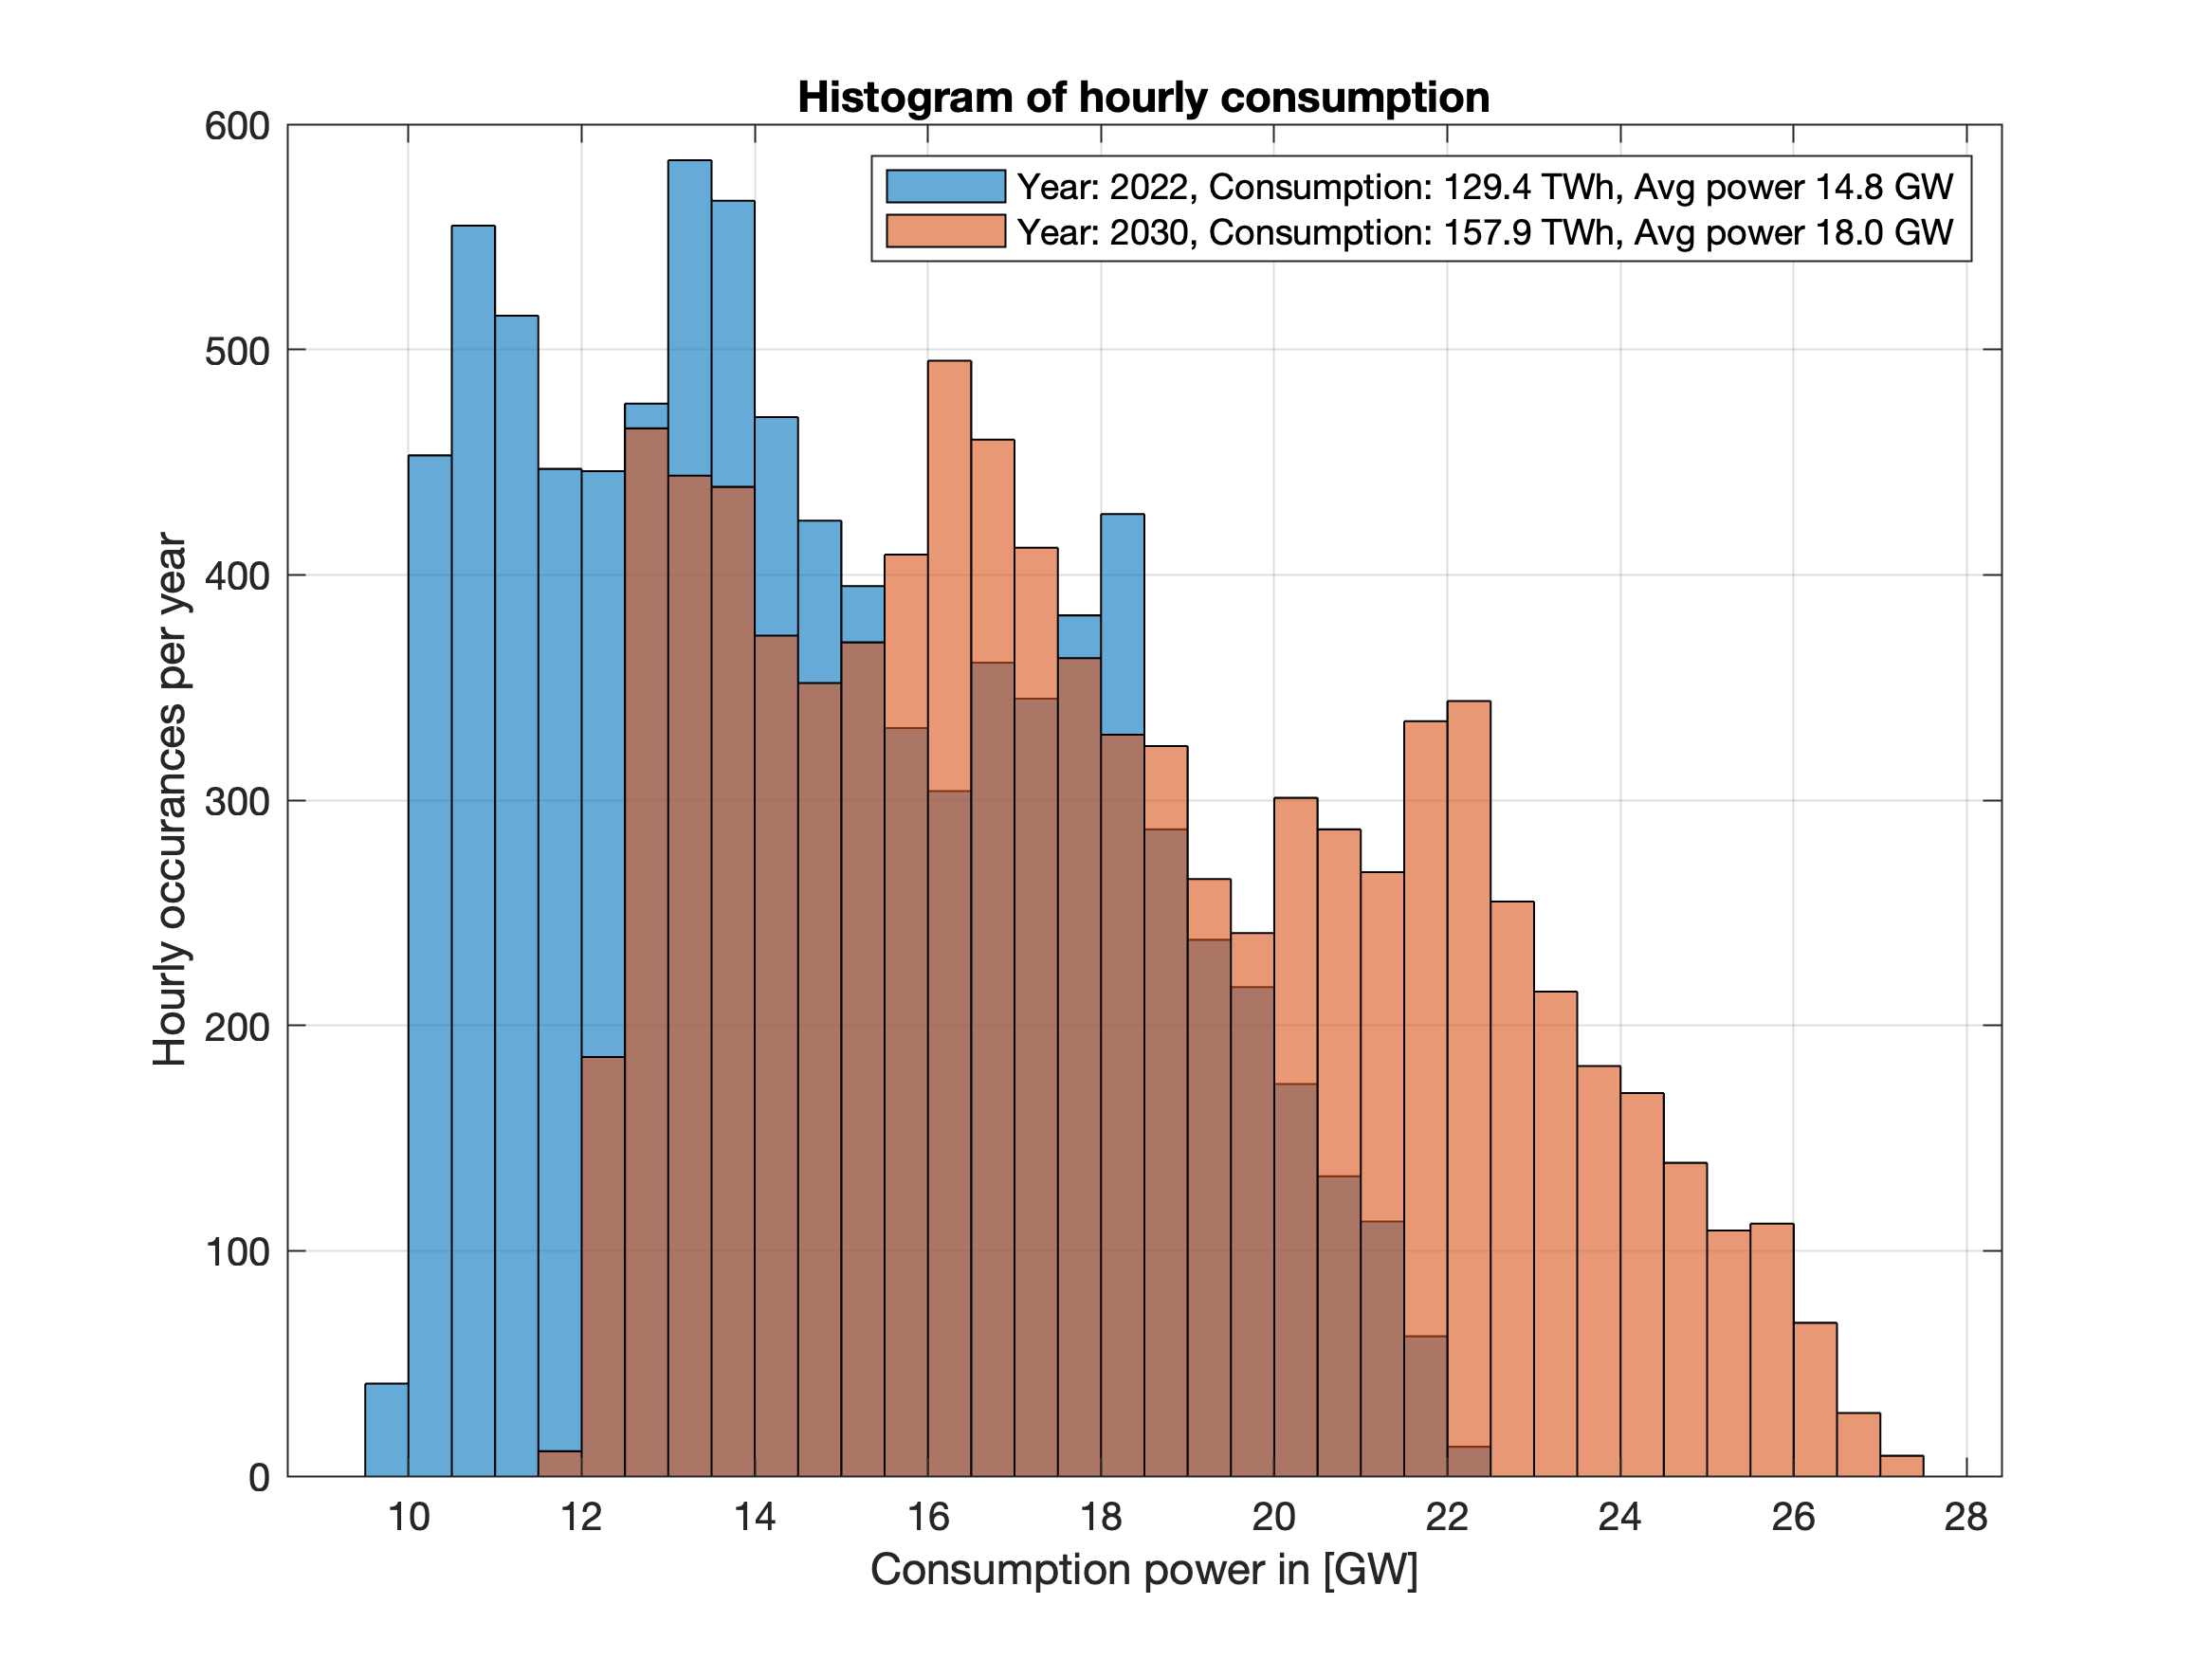 Histogram of hourly consumption
Year: 2022, Consumption: 129.4 TWh, Avg power 14.8 GW
Year: 2030, Consumption: 157.9 TWh, Avg power 18.0 GW
600
500
400
300
200
100
0
Hourly occurances per year
10 12 14 16 18 20 22 24 26 28
Consumption power in [GW]